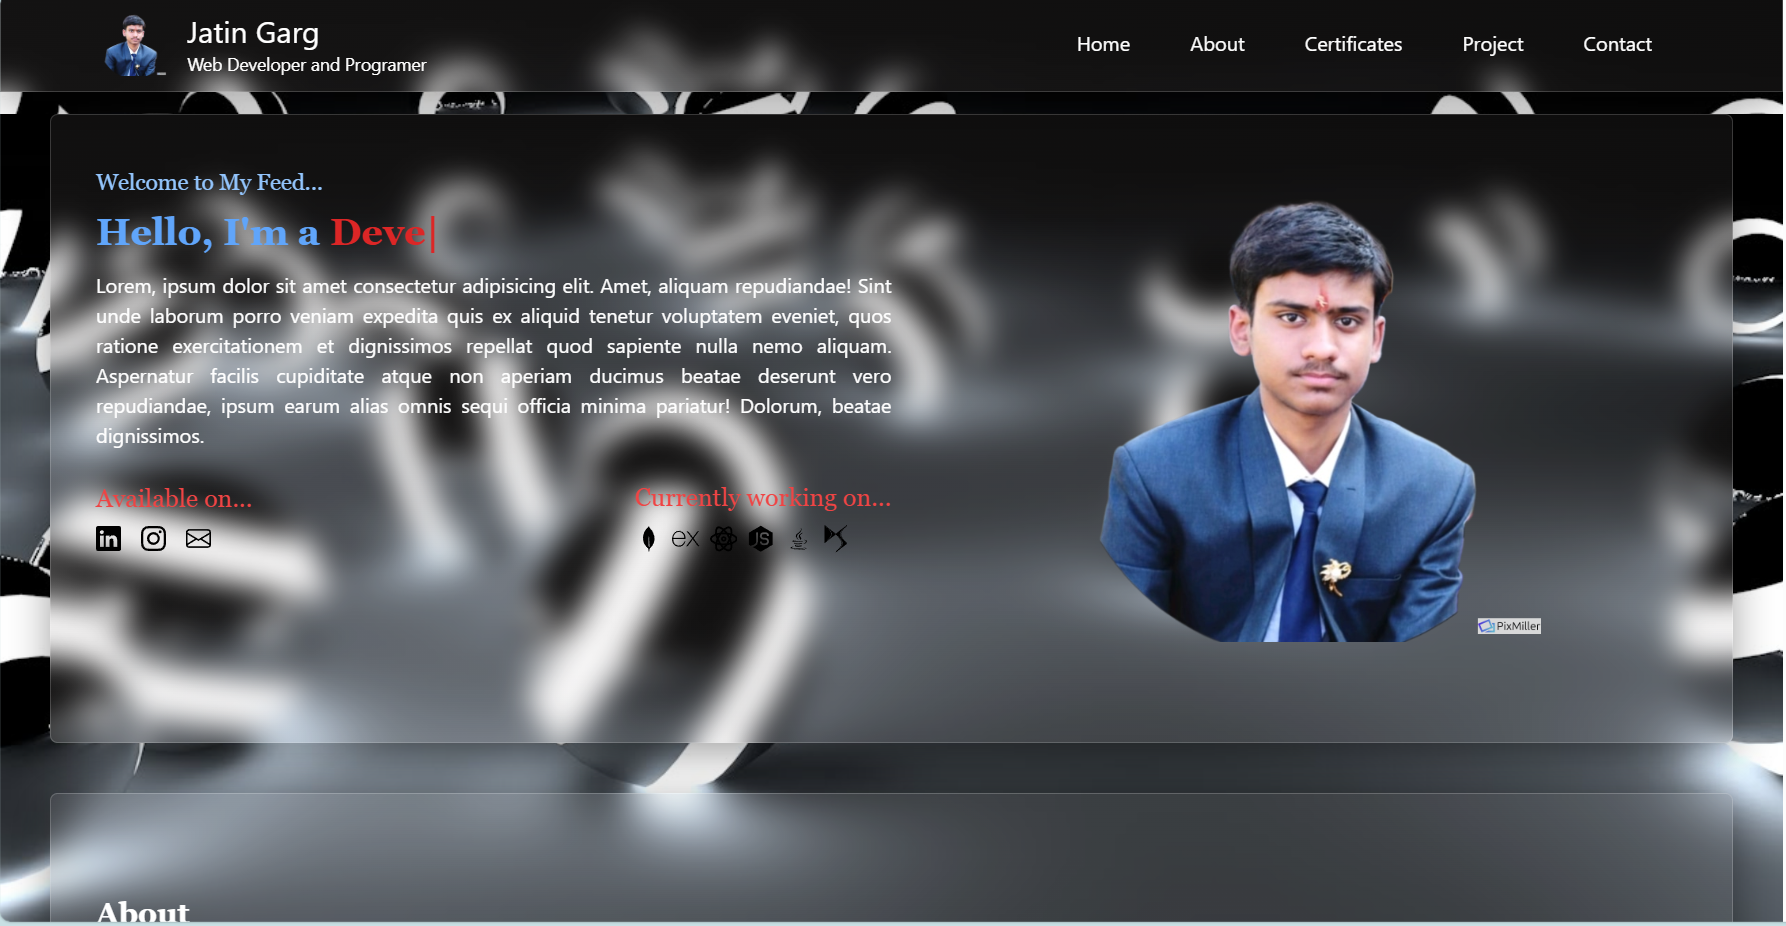 Jatin Garg
Web Developer and Programer
Home
About
Certificates
Project
Contact
Welcome to My Feed...
Hello, I'm a Deve|
Lorem, ipsum dolor sit amet consectetur adipisicing elit. Amet, aliquam repudiandae! Sint
unde laborum porro veniam expedita quis ex aliquid tenetur voluptatem eveniet, quos
ratione exercitationem et dignissimos repellat quod sapiente nulla nemo aliquam.
Aspernatur facilis cupiditate atque non aperiam ducimus beatae deserunt vero
repudiandae, ipsum earum alias omnis sequi officia minima pariatur! Dolorum, beatae
dignissimos.
Available on...
Currently working on...
in
ex
JS
PixMiller
About